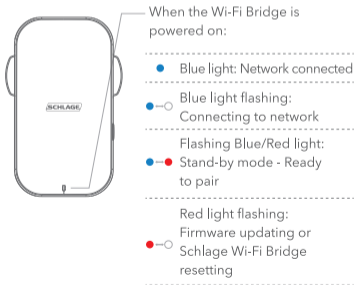 When the Wi-Fi Bridge is
powered on:
Blue light: Network connected
SCHLAGE
Blue light flashing:
Connecting to network
Flashing Blue/Red light:
Stand-by mode - Ready
to pair
Red light flashing:
Firmware updating or
Schlage Wi-Fi Bridge
resetting